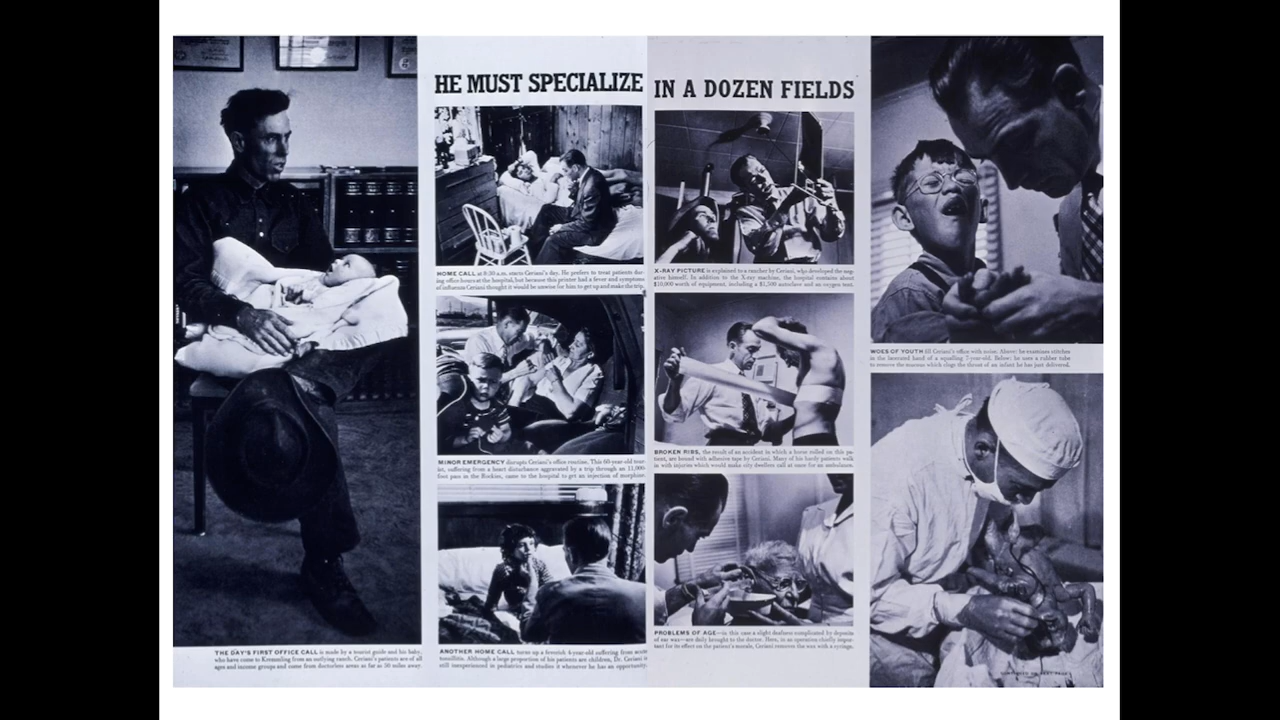 HE MUST SPECIALIZE IN A DOZEN FIELDS
THE DAY'S FIRST OFFICE CALL is made by a tourist guide and his baby,
who have come to Kremmling from an outlying ranch. Ceriani's patients are of all
ages and income groups and come from doctorless areas as far as 50 miles away.
HOME CALL at 8:30 a.m. starts Ceriani's day. He prefers to treat patients dur-
ing office hours at the hospital, but because this printer had a fever and symptoms
of influenza Ceriani thought it would be unwise for him to get up and make the trip.
MINOR EMERGENCY disrupts Ceriani's office routine. This 60-year-old tour-
ist, suffering from a heart disturbance aggravated by a trip through an 11,000-
foot pass in the Rockies, came to the hospital to get an injection of morphine.
ANOTHER HOME CALL turns up a feverish 4-year-old suffering from acute
tonsillitis. Although a large proportion of his patients are children, Dr. Ceriani is
still inexperienced in pediatrics and studies it whenever he has an opportunity.
X-RAY PICTURE is explained to a rancher by Ceriani, who developed the neg-
ative himself. In addition to the X-ray machine, the hospital contains about
$10,000 worth of equipment, including a $1,500 autoclave and an oxygen tent.
BROKEN RIBS, the result of an accident in which a horse rolled on this pa-
tient, are bound with adhesive tape by Ceriani. Many of his hardy patients walk
in with injuries which would make city dwellers call at once for an ambulance.
PROBLEMS OF AGE—in this case a slight deafness complicated by deposits
of ear wax—are daily brought to the doctor. Here, in an operation chiefly impor-
tant for its effect on the patient's morale, Ceriani removes the wax with a syringe.
WOES OF YOUTH fill Ceriani's office with noise. Above: he examines stitches
in the lacerated hand of a squalling 7-year-old. Below: he uses a rubber tube
to remove the mucous which clogs the throat of an infant he has just delivered.
CONTINUED ON NEXT PAGE